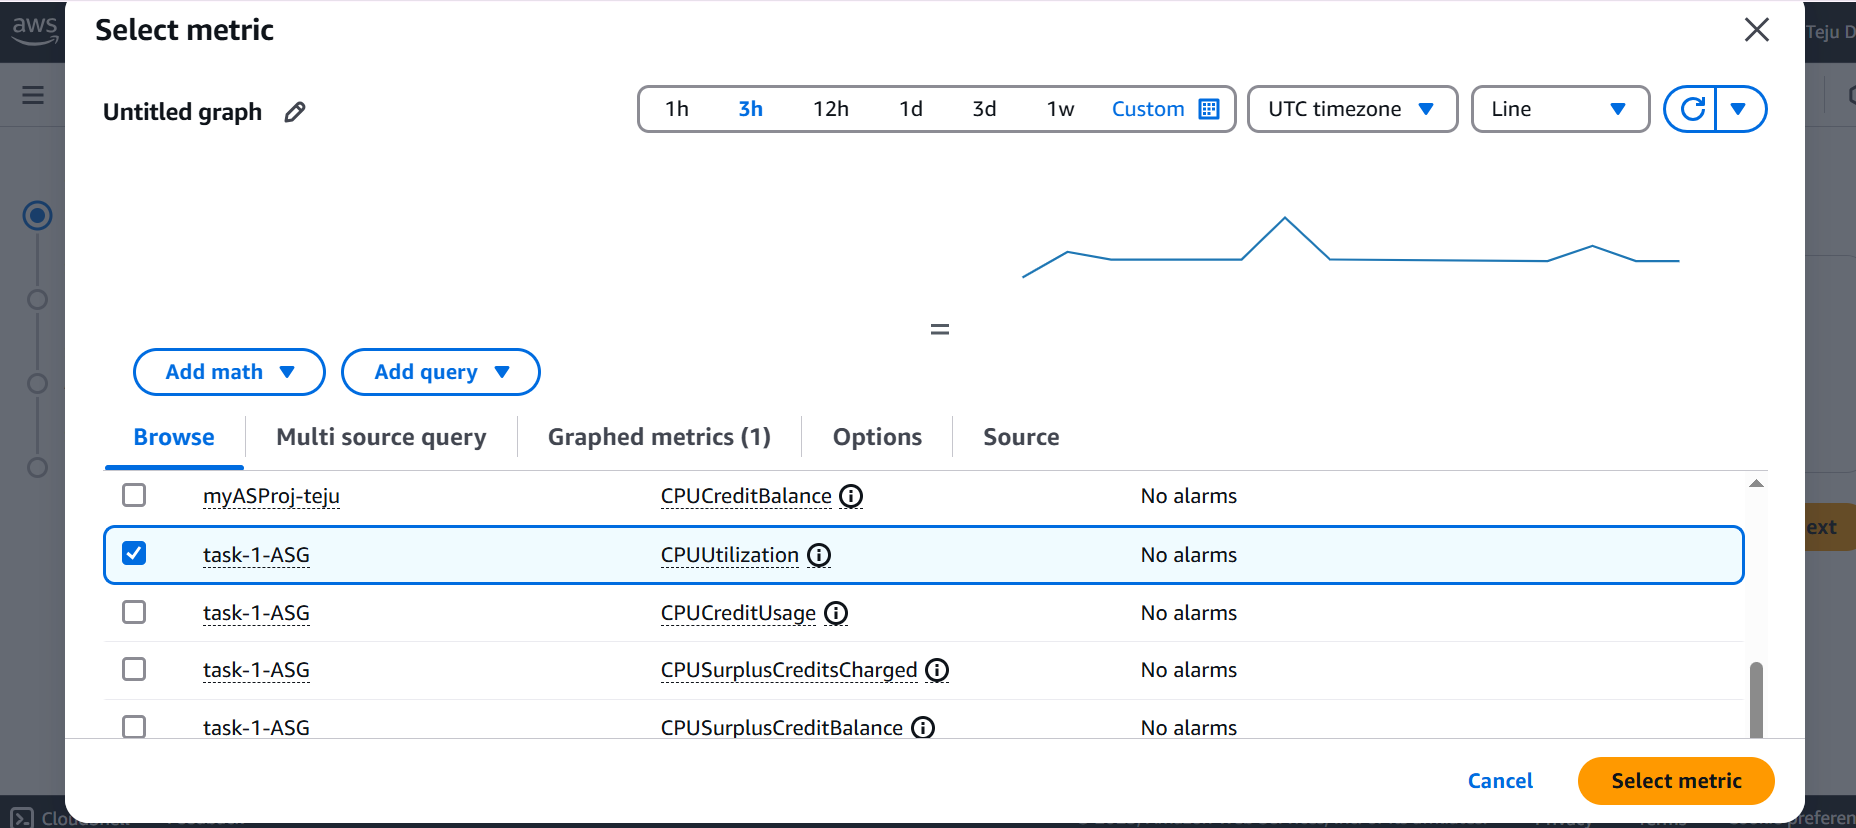 aws
Select metric
Teju D
Untitled graph
1h 3h 12h 1d 3d 1w Custom
UTC timezone
Line
Add math
Add query
Browse
Multi source query
Graphed metrics (1)
Options
Source
myASProj-teju CPUCreditBalance No alarms
task-1-ASG CPUUtilization No alarms
ext
task-1-ASG CPUCreditUsage No alarms
task-1-ASG CPUSurplusCreditsCharged No alarms
task-1-ASG CPUSurplusCreditBalance No alarms
Cancel
Select metric